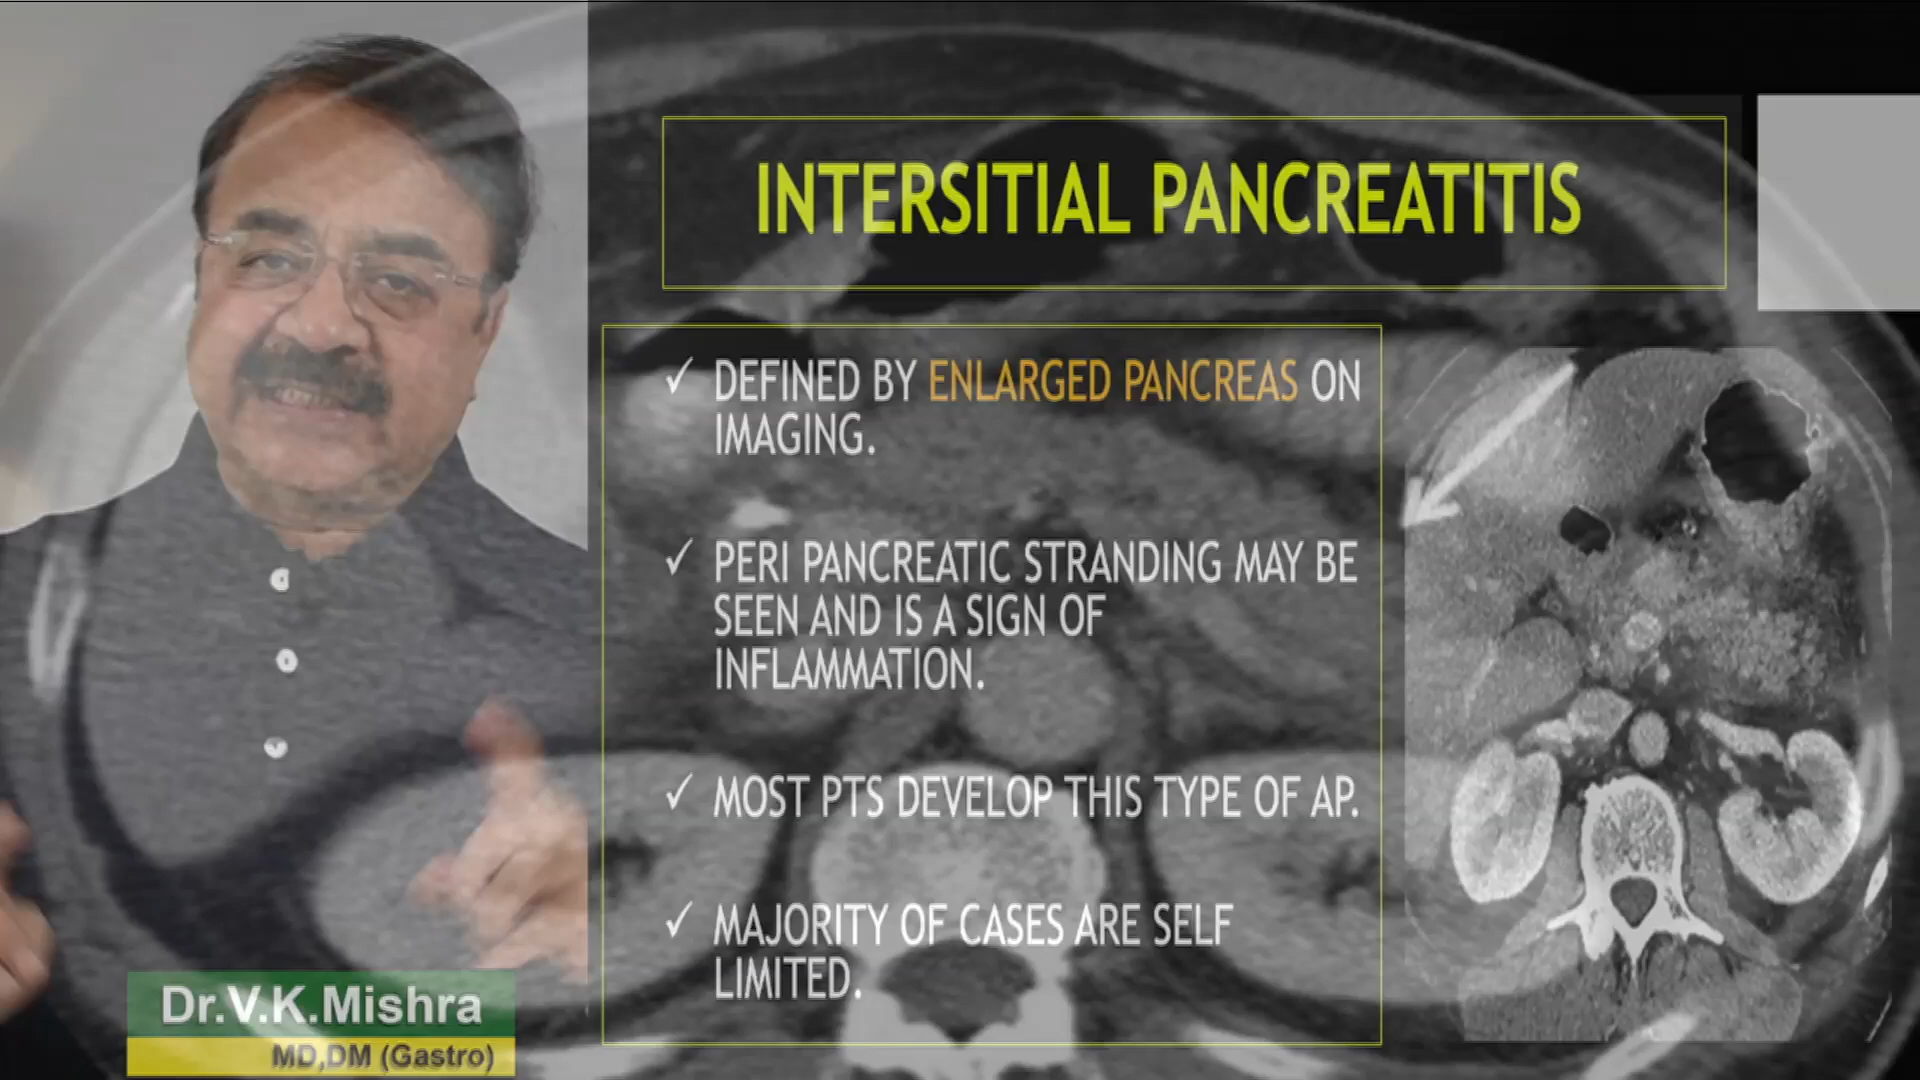 INTERSITIAL PANCREATITIS
✓ DEFINED BY ENLARGED PANCREAS ON
IMAGING.
✓ PERI PANCREATIC STRANDING MAY BE
SEEN AND IS A SIGN OF
INFLAMMATION.
✓ MOST PTS DEVELOP THIS TYPE OF AP.
✓ MAJORITY OF CASES ARE SELF
LIMITED.
Dr.V.K.Mishra
MD,DM (Gastro)